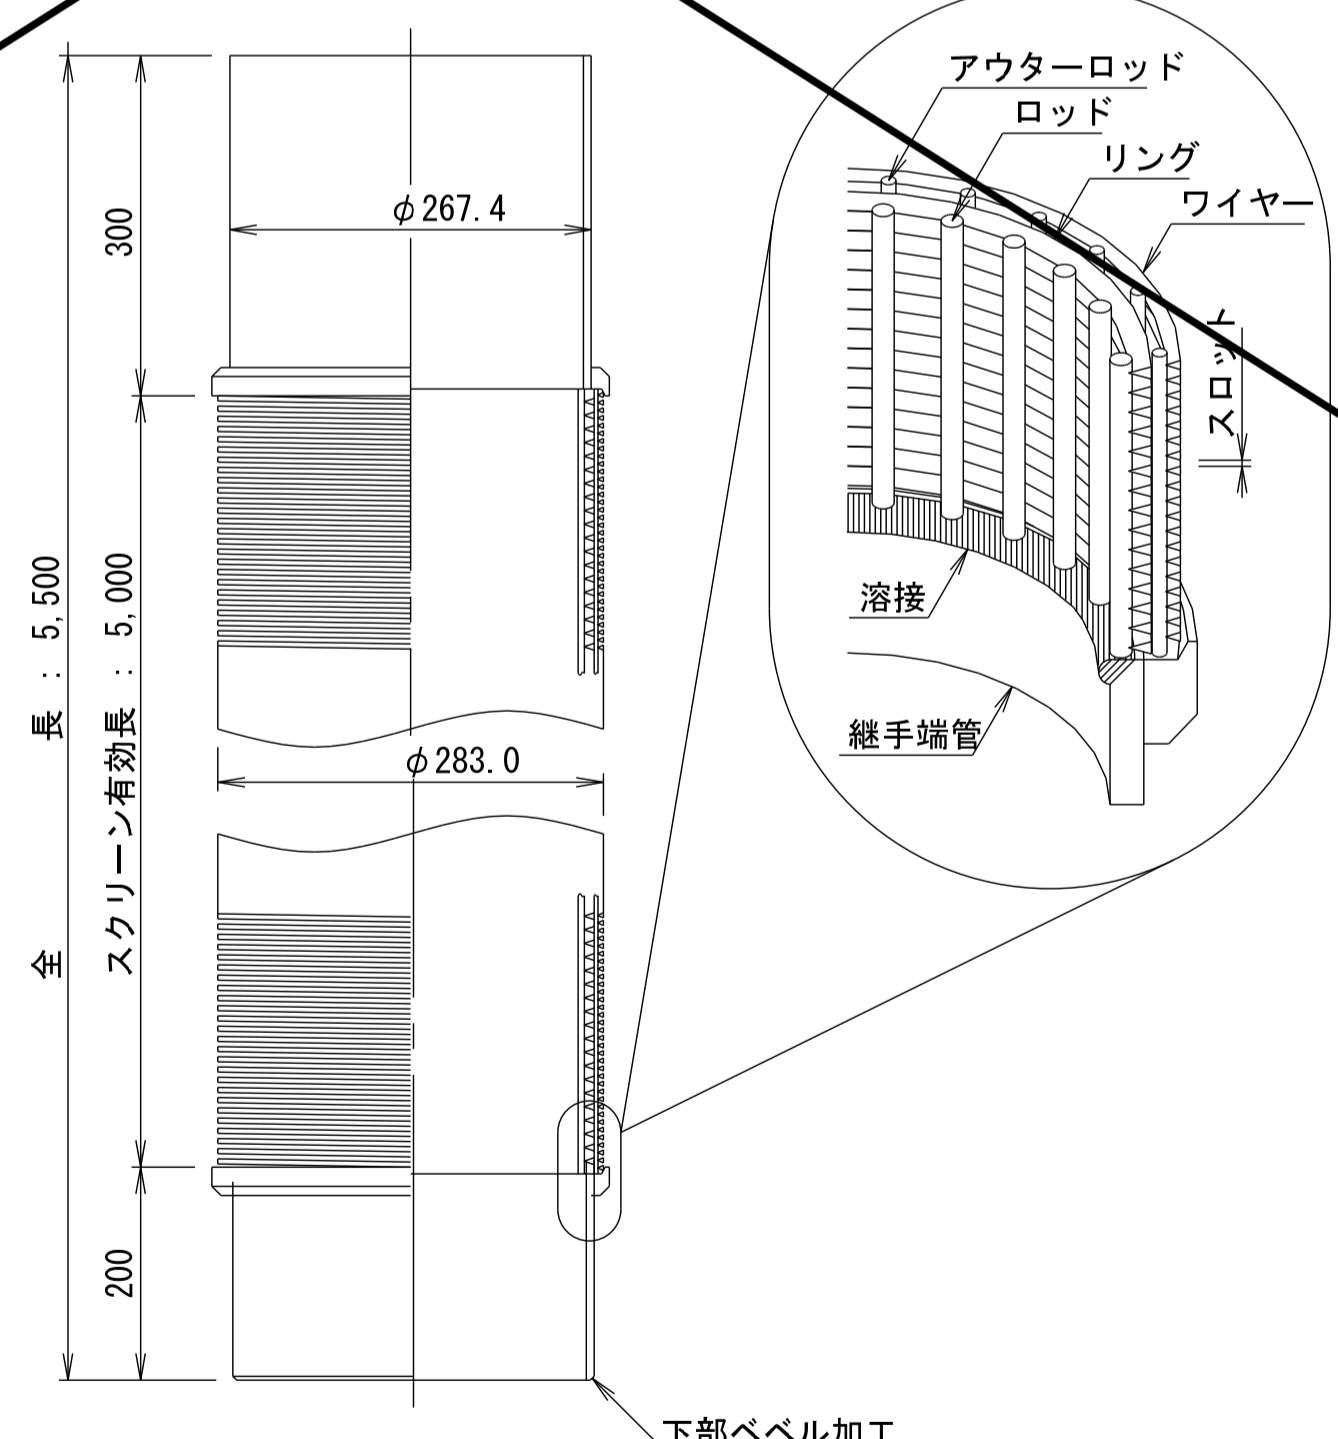 アウターロッド
ロッド
リング
ワイヤー
スロット
溶接
継手端管
φ267.4
300
全長 : 5,500
スクリーン有効長 : 5,000
φ283.0
200
下部ベベル加工